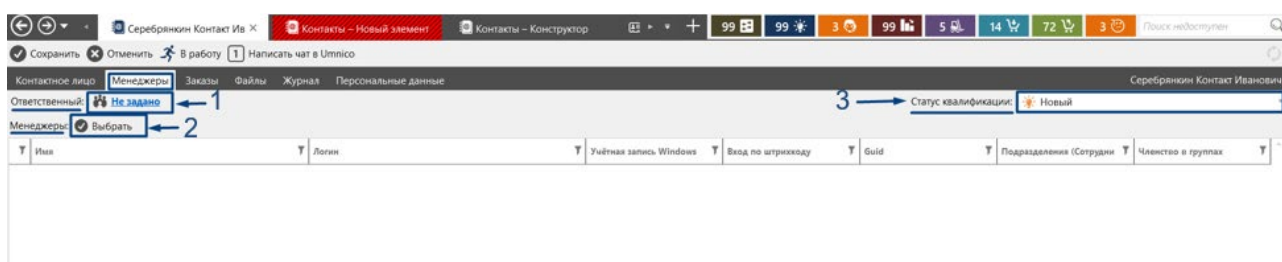 Серебрянкин Контакт Ив × Контакты – Новый элемент Контакты – Конструктор 99 99 3 99 5 14 72 3 Поиск недоступен
Сохранить Отменить В работу 1 Написать чат в Umnico
Контактное лицо Менеджеры Заказы Файлы Журнал Персональные данные Серебрянкин Контакт Иванович
Ответственный: Не задано 1 3 Статус квалификации: Новый
Менеджеры: Выбрать 2
Имя Логин Учётная запись Windows Вход по штрихкоду Guid Подразделения (Сотрудни Членство в группах